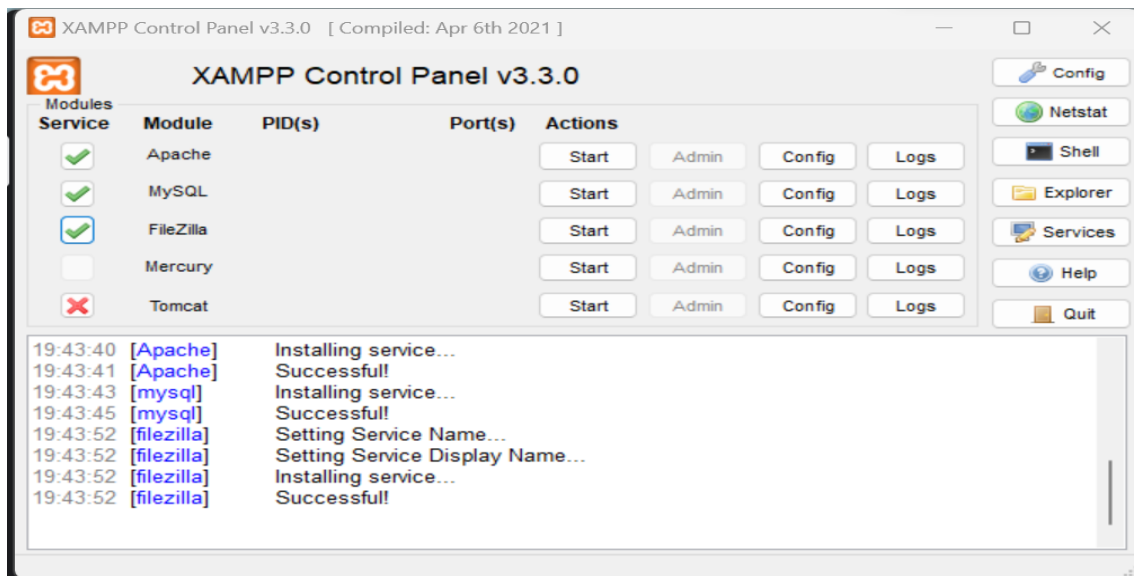 XAMPP Control Panel v3.3.0 [ Compiled: Apr 6th 2021 ]
XAMPP Control Panel v3.3.0
Config
Modules
Service Module PID(s) Port(s) Actions
Netstat
Apache Start Admin Config Logs
Shell
MySQL Start Admin Config Logs
Explorer
FileZilla Start Admin Config Logs
Services
Mercury Start Admin Config Logs
Help
Tomcat Start Admin Config Logs
Quit
19:43:40 [Apache] Installing service...
19:43:41 [Apache] Successful!
19:43:43 [mysql] Installing service...
19:43:45 [mysql] Successful!
19:43:52 [filezilla] Setting Service Name...
19:43:52 [filezilla] Setting Service Display Name...
19:43:52 [filezilla] Installing service...
19:43:52 [filezilla] Successful!